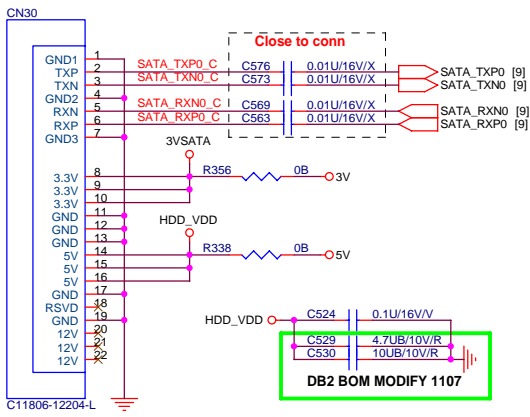 CN30
Close to conn
GND1 1
TXP 2 SATA_TXP0_C C576 0.01U/16V/X SATA_TXP0 [9]
TXN 3 SATA_TXN0_C C573 0.01U/16V/X SATA_TXN0 [9]
GND2 4
RXN 5 SATA_RXN0_C C569 0.01U/16V/X SATA_RXN0 [9]
RXP 6 SATA_RXP0_C C563 0.01U/16V/X SATA_RXP0 [9]
GND3 7
3VSATA
3.3V 8 R356 0B 3V
3.3V 9
3.3V 10
GND 11
GND 12 HDD_VDD
GND 13
5V 14 R338 0B 5V
5V 15
5V 16
GND 17
RSVD 18
GND 19
12V 20
12V 21
12V 22
HDD_VDD C524 0.1U/16V/V
C529 4.7UB/10V/R
C530 10UB/10V/R
DB2 BOM MODIFY 1107
C11806-12204-L